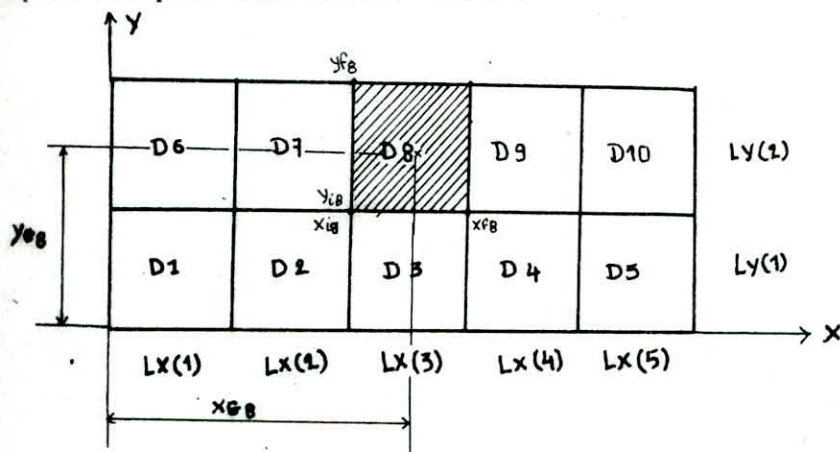 Y
yf8
D6 D7 D8 D9 D10 LY(2)
yi8
xi8 xf8
yG8
D1 D2 D3 D4 D5 Ly(1)
X
LX(1) LX(2) LX(3) LX(4) LX(5)
XG8